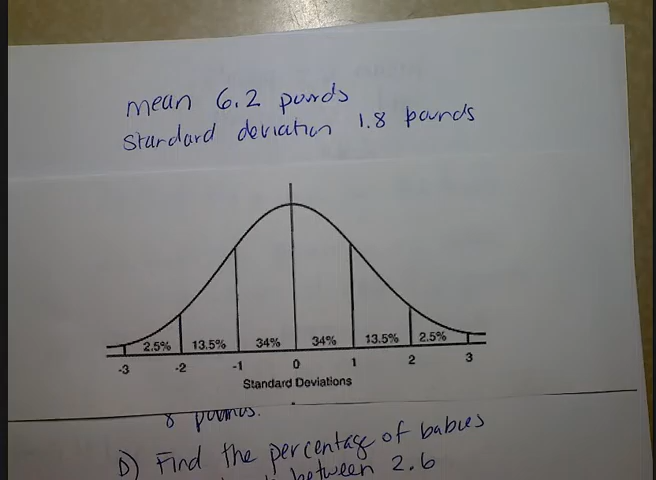 mean 6.2 pounds
standard deviation 1.8 pounds
2.5% 13.5% 34% 34% 13.5% 2.5%
-3 -2 -1 0 1 2 3
Standard Deviations
8 pounds.
D) Find the percentage of babies
between 2.6